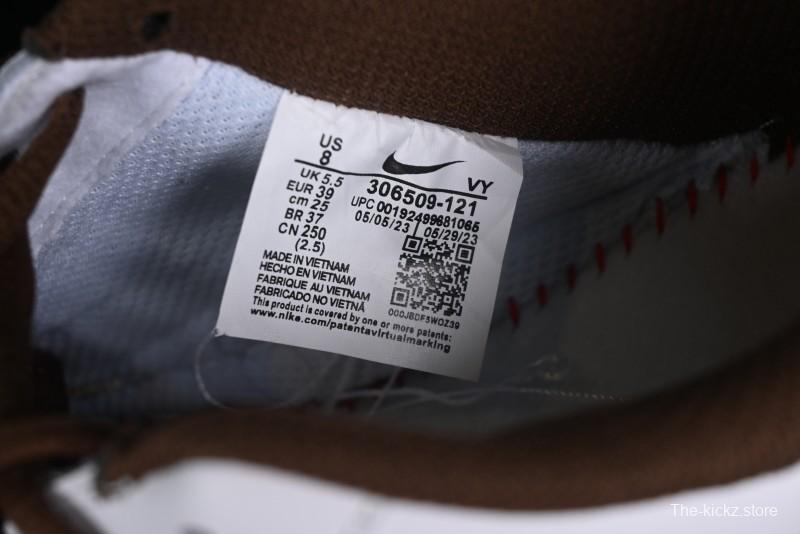 US
8
UK 5.5
EUR 39
cm 25
BR 37
CN 250
(2.5)
VY
306509-121
UPC 00192499681065
05/05/23 05/29/23
MADE IN VIETNAM
HECHO EN VIETNAM
FABRIQUE AU VIETNAM
FABRICADO NO VIETNÃ
000JBDF5WOZ39
This product is covered by one or more patents:
www.nike.com/patentavirtualmarking
The-kickz.store